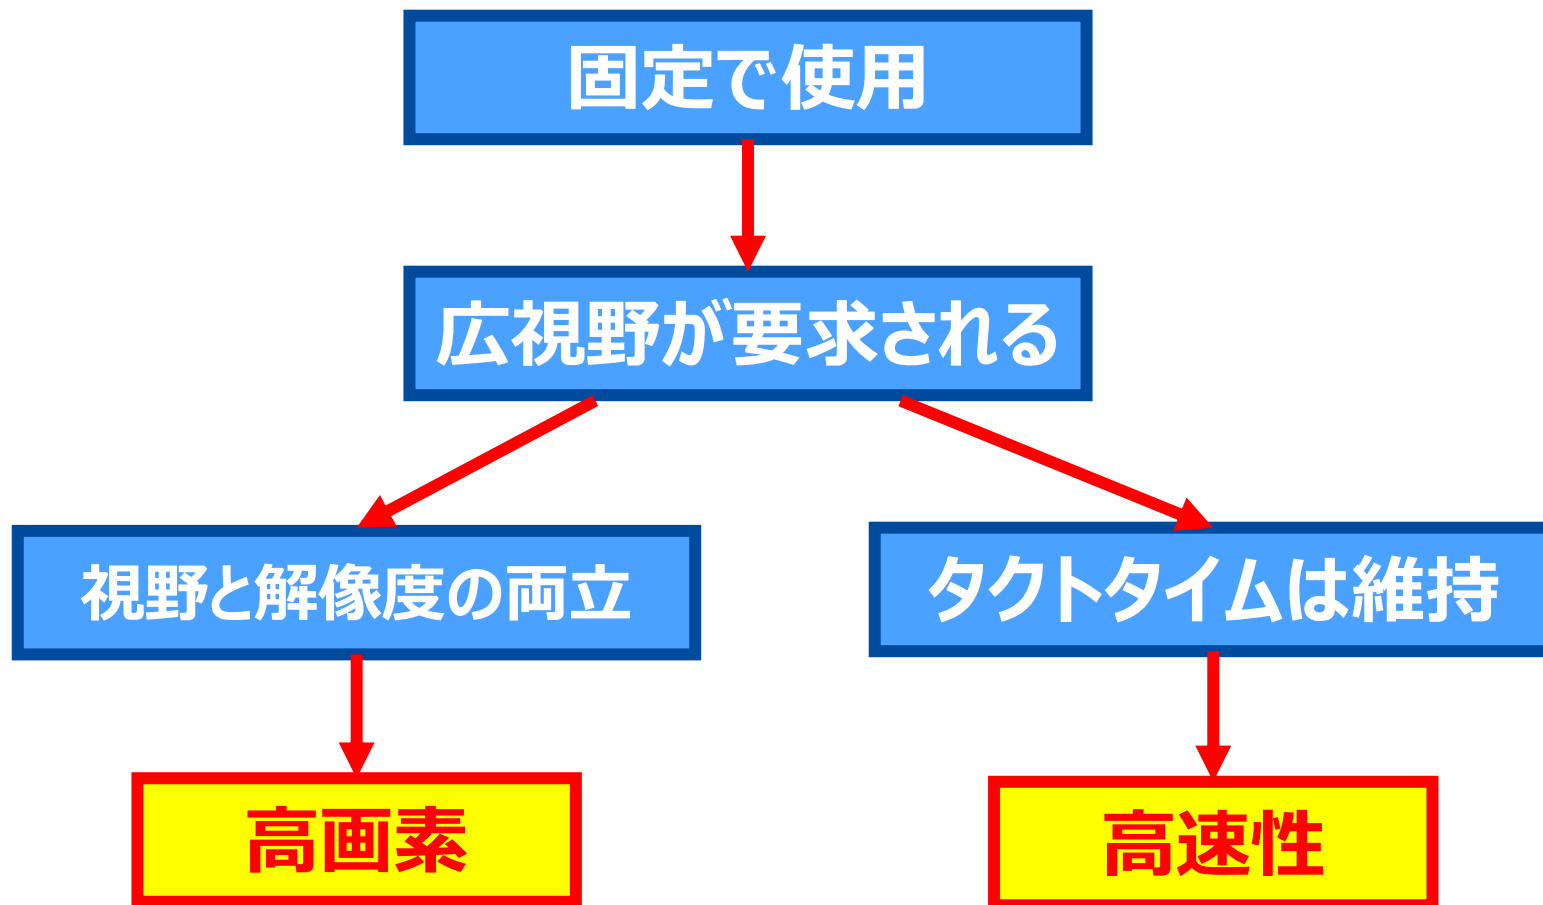 固定で使用
広視野が要求される
視野と解像度の両立
タクトタイムは維持
高画素
高速性